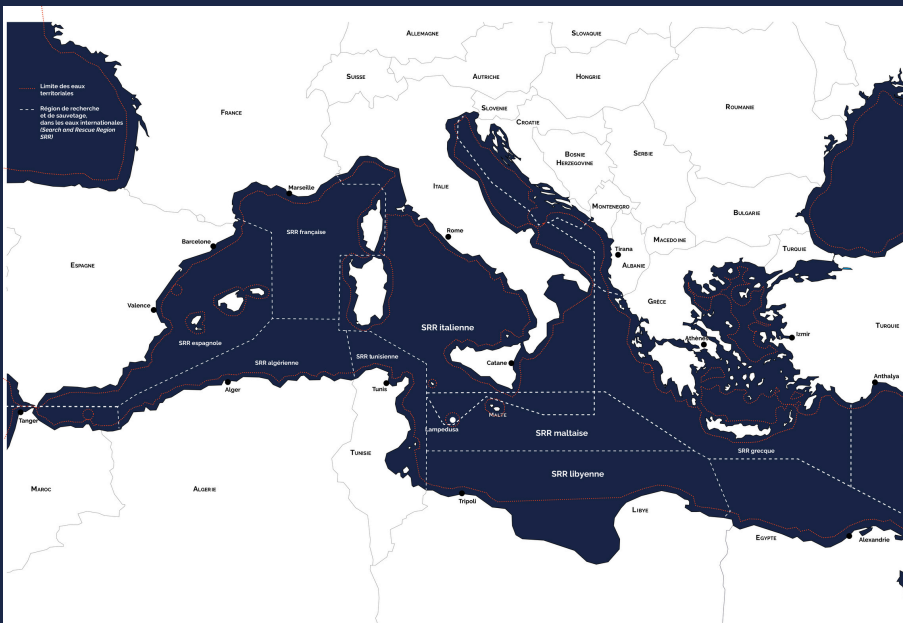 ALLEMAGNE
SLOVAQUIE
SUISSE
AUTRICHE
HONGRIE
Limite des eaux
territoriales
Région de recherche
et de sauvetage,
dans les eaux internationales
(Search and Rescue Region
SRR)
FRANCE
SLOVENIE
CROATIE
ROUMANIE
BOSNIE
HERZEGOVINE
SERBIE
ITALIE
Marseille
MONTENEGRO
BULGARIE
SRR française
Rome
Barcelone
MACEDOINE
Tirana
TURQUIE
ESPAGNE
ALBANIE
Valence
GRÈCE
SRR italienne
TURQUIE
Izmir
Athènes
SRR espagnole
SRR algérienne
SRR tunisienne
Catane
Alger
Tunis
Anthalya
Tanger
MALTE
Lampedusa
SRR maltaise
TUNISIE
SRR grecque
SRR libyenne
MAROC
ALGERIE
Tripoli
LIBYE
EGYPTE
Alexandrie